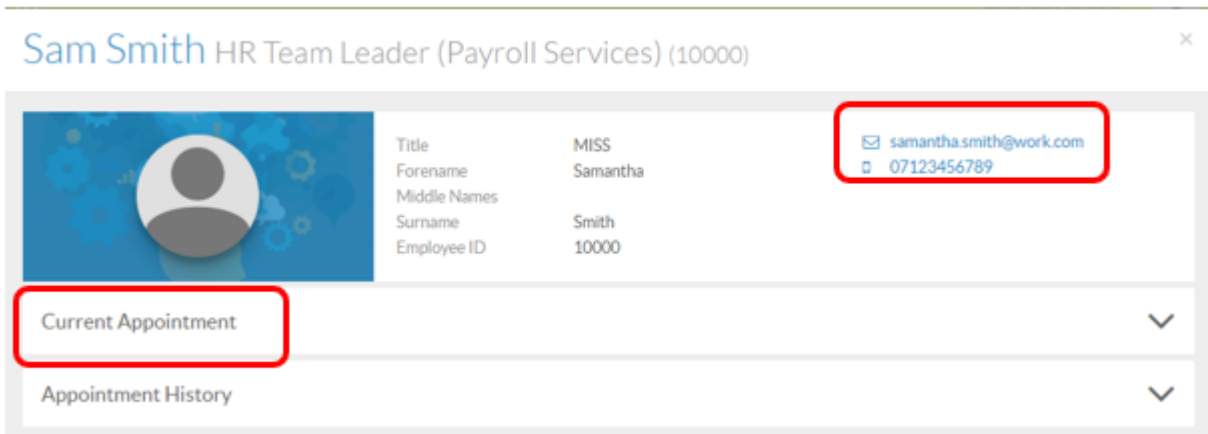 Sam Smith HR Team Leader (Payroll Services) (10000)
Title MISS
Forename Samantha
Middle Names
Surname Smith
Employee ID 10000
samantha.smith@work.com
07123456789
Current Appointment
Appointment History